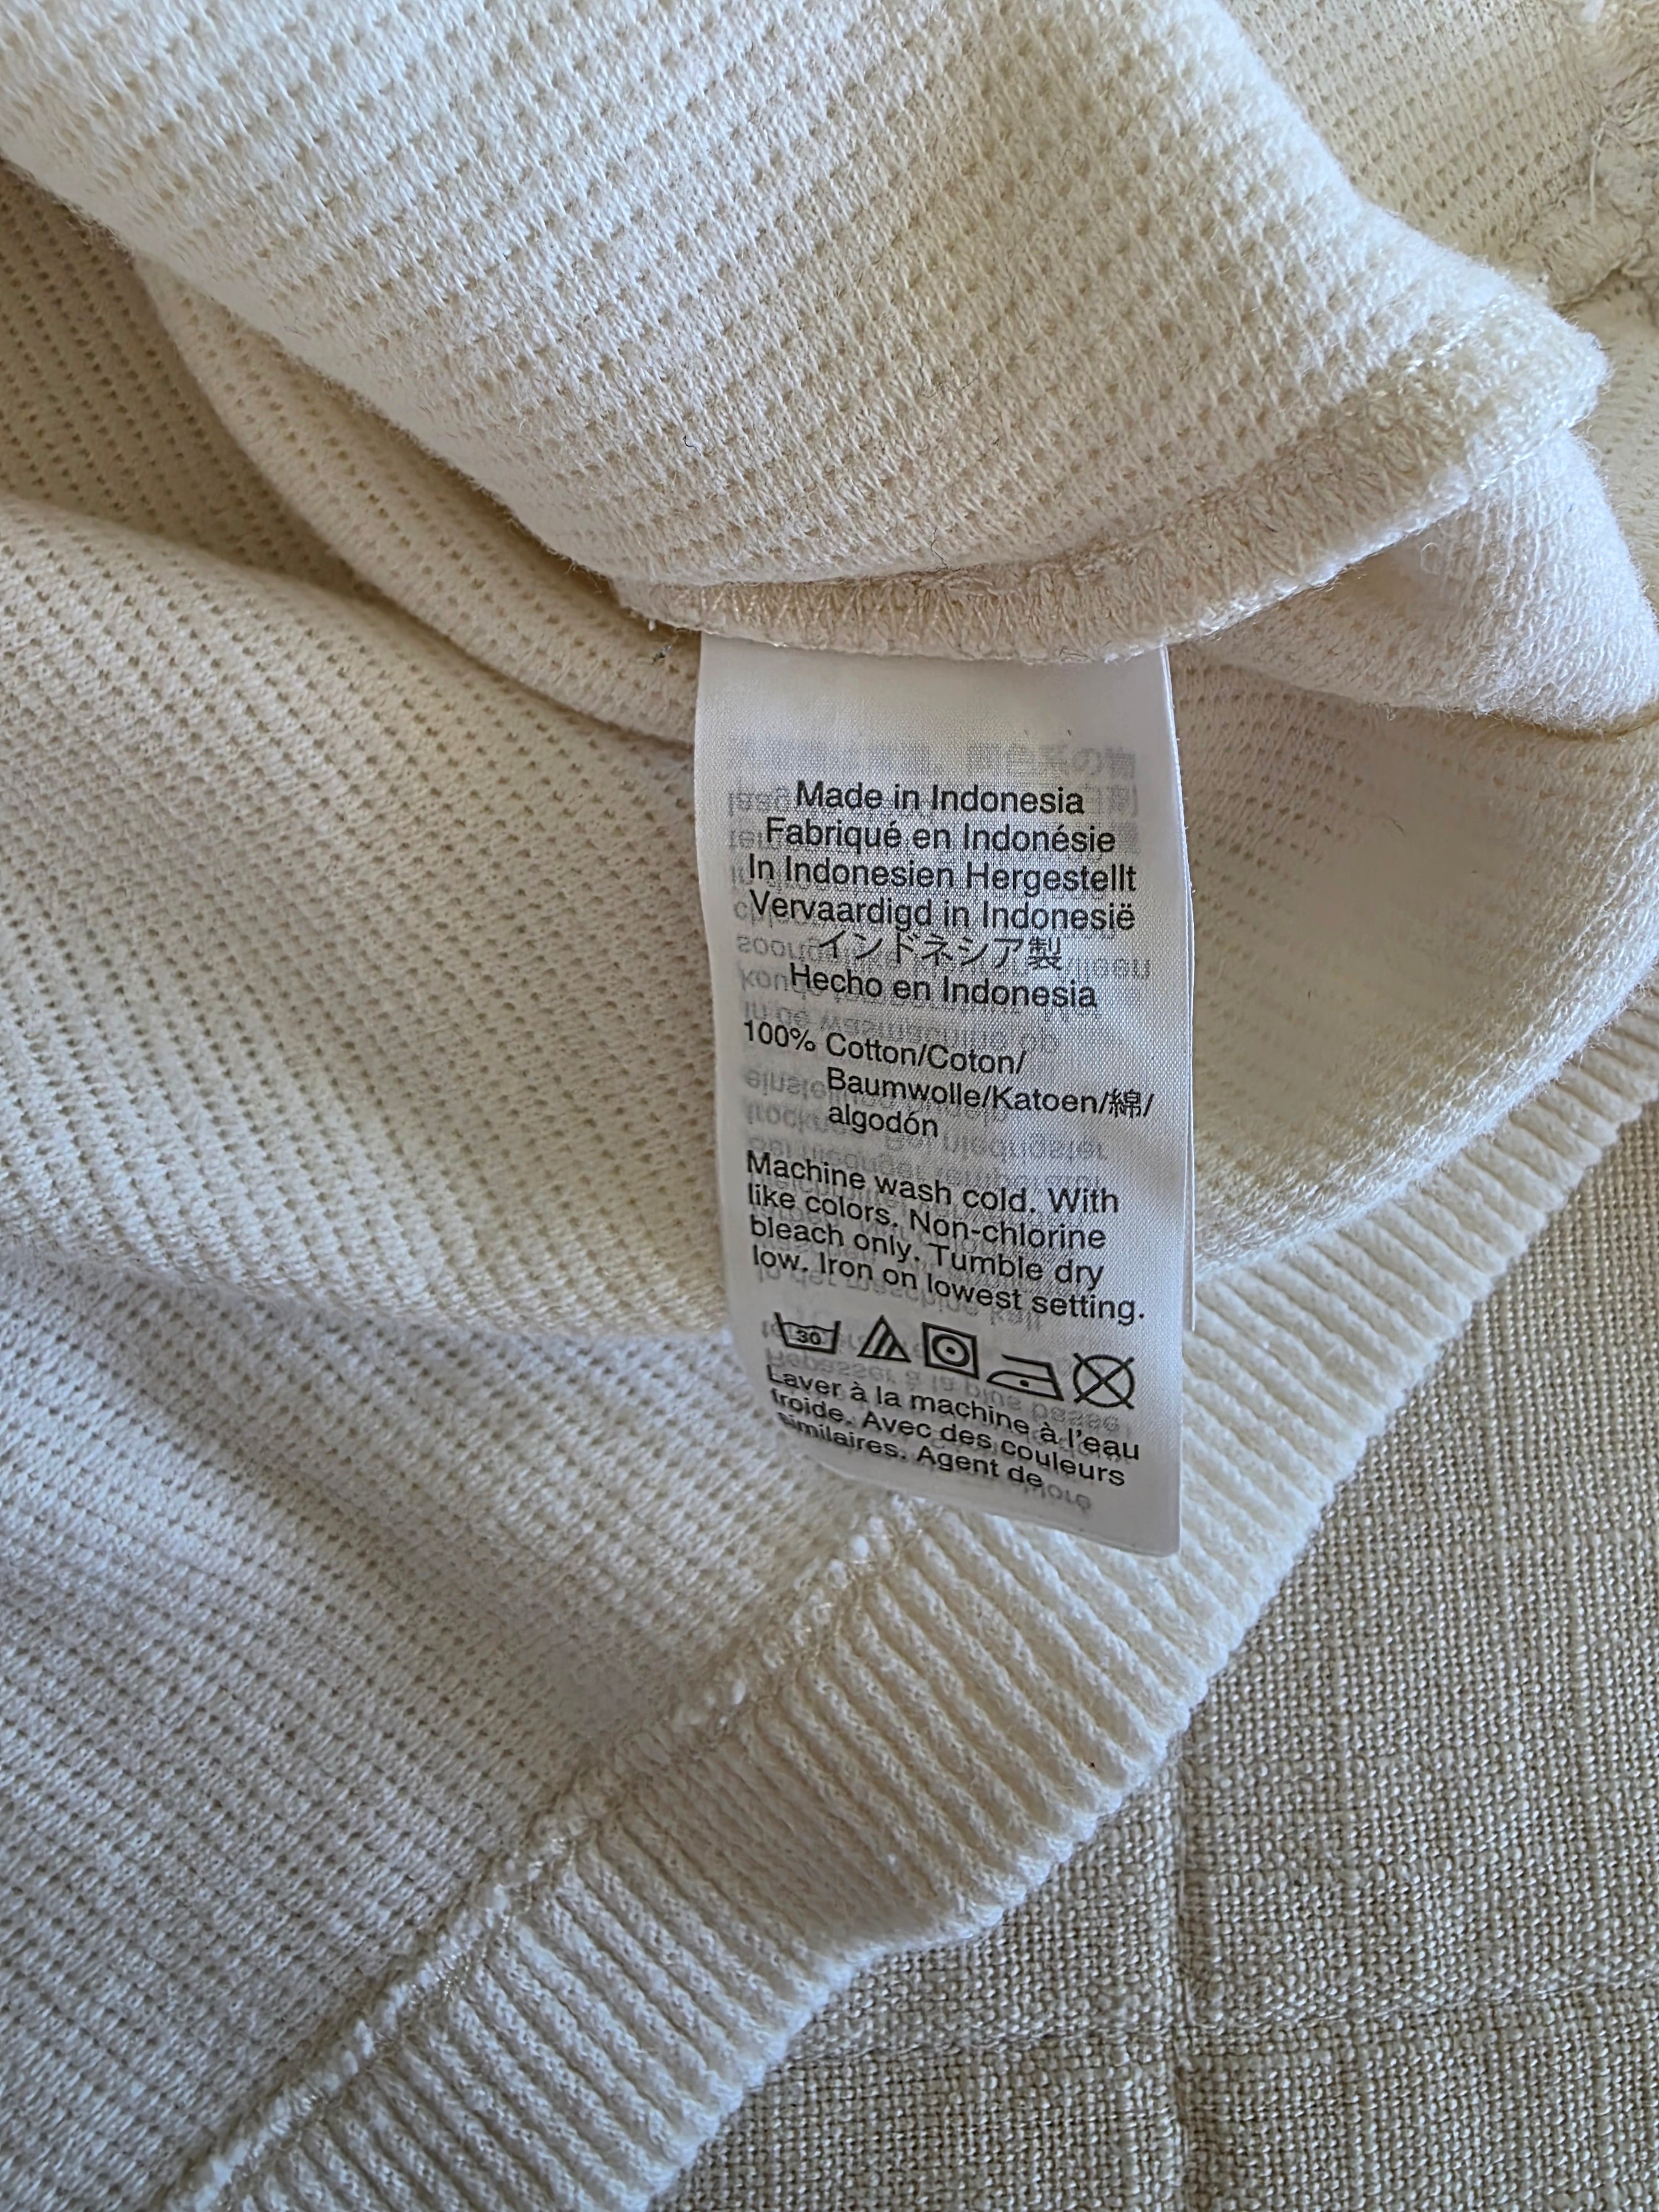 Made in Indonesia
Fabriqué en Indonésie
In Indonesien Hergestellt
Vervaardigd in Indonesië
インドネシア製
Hecho en Indonesia
100% Cotton/Coton/
Baumwolle/Katoen/綿/
algodón
Machine wash cold. With
like colors. Non-chlorine
bleach only. Tumble dry
low. Iron on lowest setting.
30
Laver à la machine à l'eau
froide. Avec des couleurs
similaires. Agent de